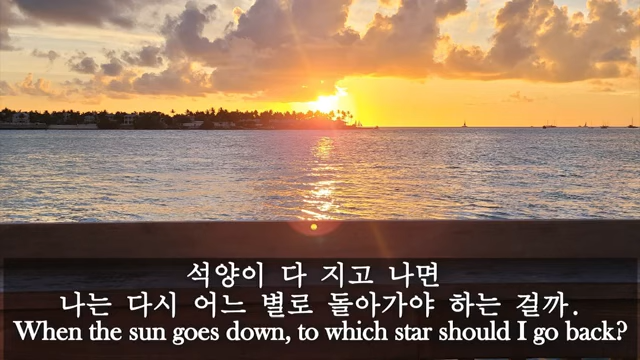 석양이 다 지고 나면
나는 다시 어느 별로 돌아가야 하는 걸까.
When the sun goes down, to which star should I go back?